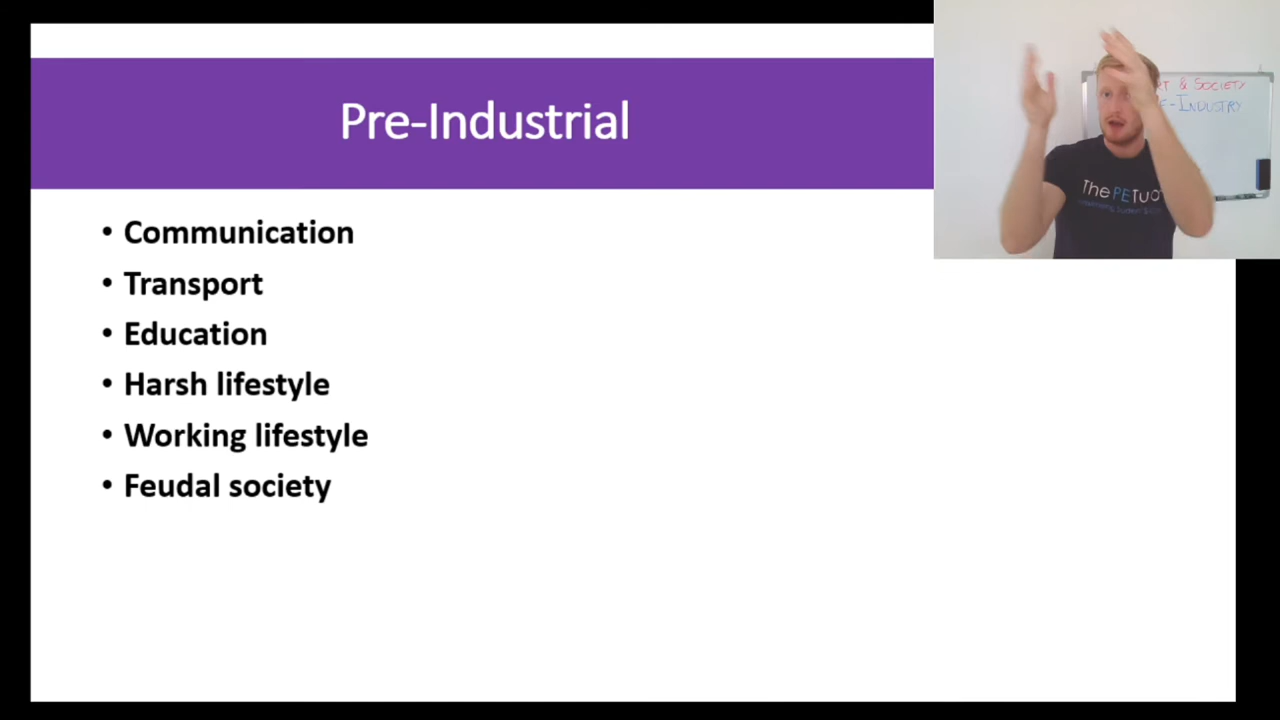 Pre-Industrial
• Communication
• Transport
• Education
• Harsh lifestyle
• Working lifestyle
• Feudal society
& SOCIETY
INDUSTRY
The PE TUO